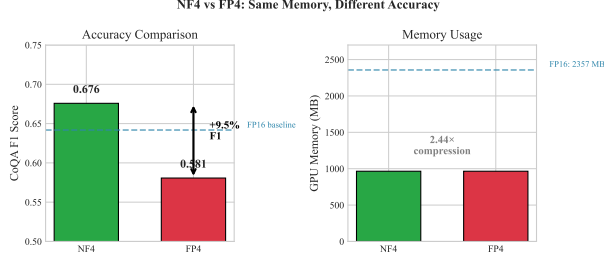 NF4 vs FP4: Same Memory, Different Accuracy
Accuracy Comparison
CoQA F1 Score
0.75
0.70
0.65
0.60
0.55
0.50
0.676
+9.5%
F1
FP16 baseline
0.581
NF4
FP4
Memory Usage
GPU Memory (MB)
2500
2000
1500
1000
500
0
FP16: 2357 MB
2.44×
compression
NF4
FP4